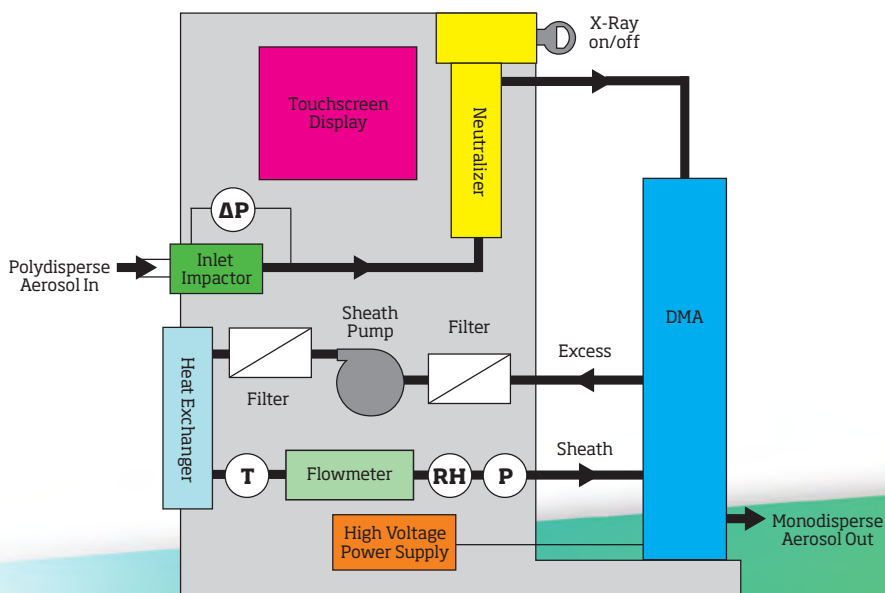 X-Ray
on/off
Touchscreen
Display
Neutralizer
ΔP
Polydisperse
Aerosol In
Inlet
Impactor
DMA
Sheath
Pump
Filter
Excess
Heat Exchanger
Filter
Sheath
T
Flowmeter
RH
P
High Voltage
Power Supply
Monodisperse
Aerosol Out